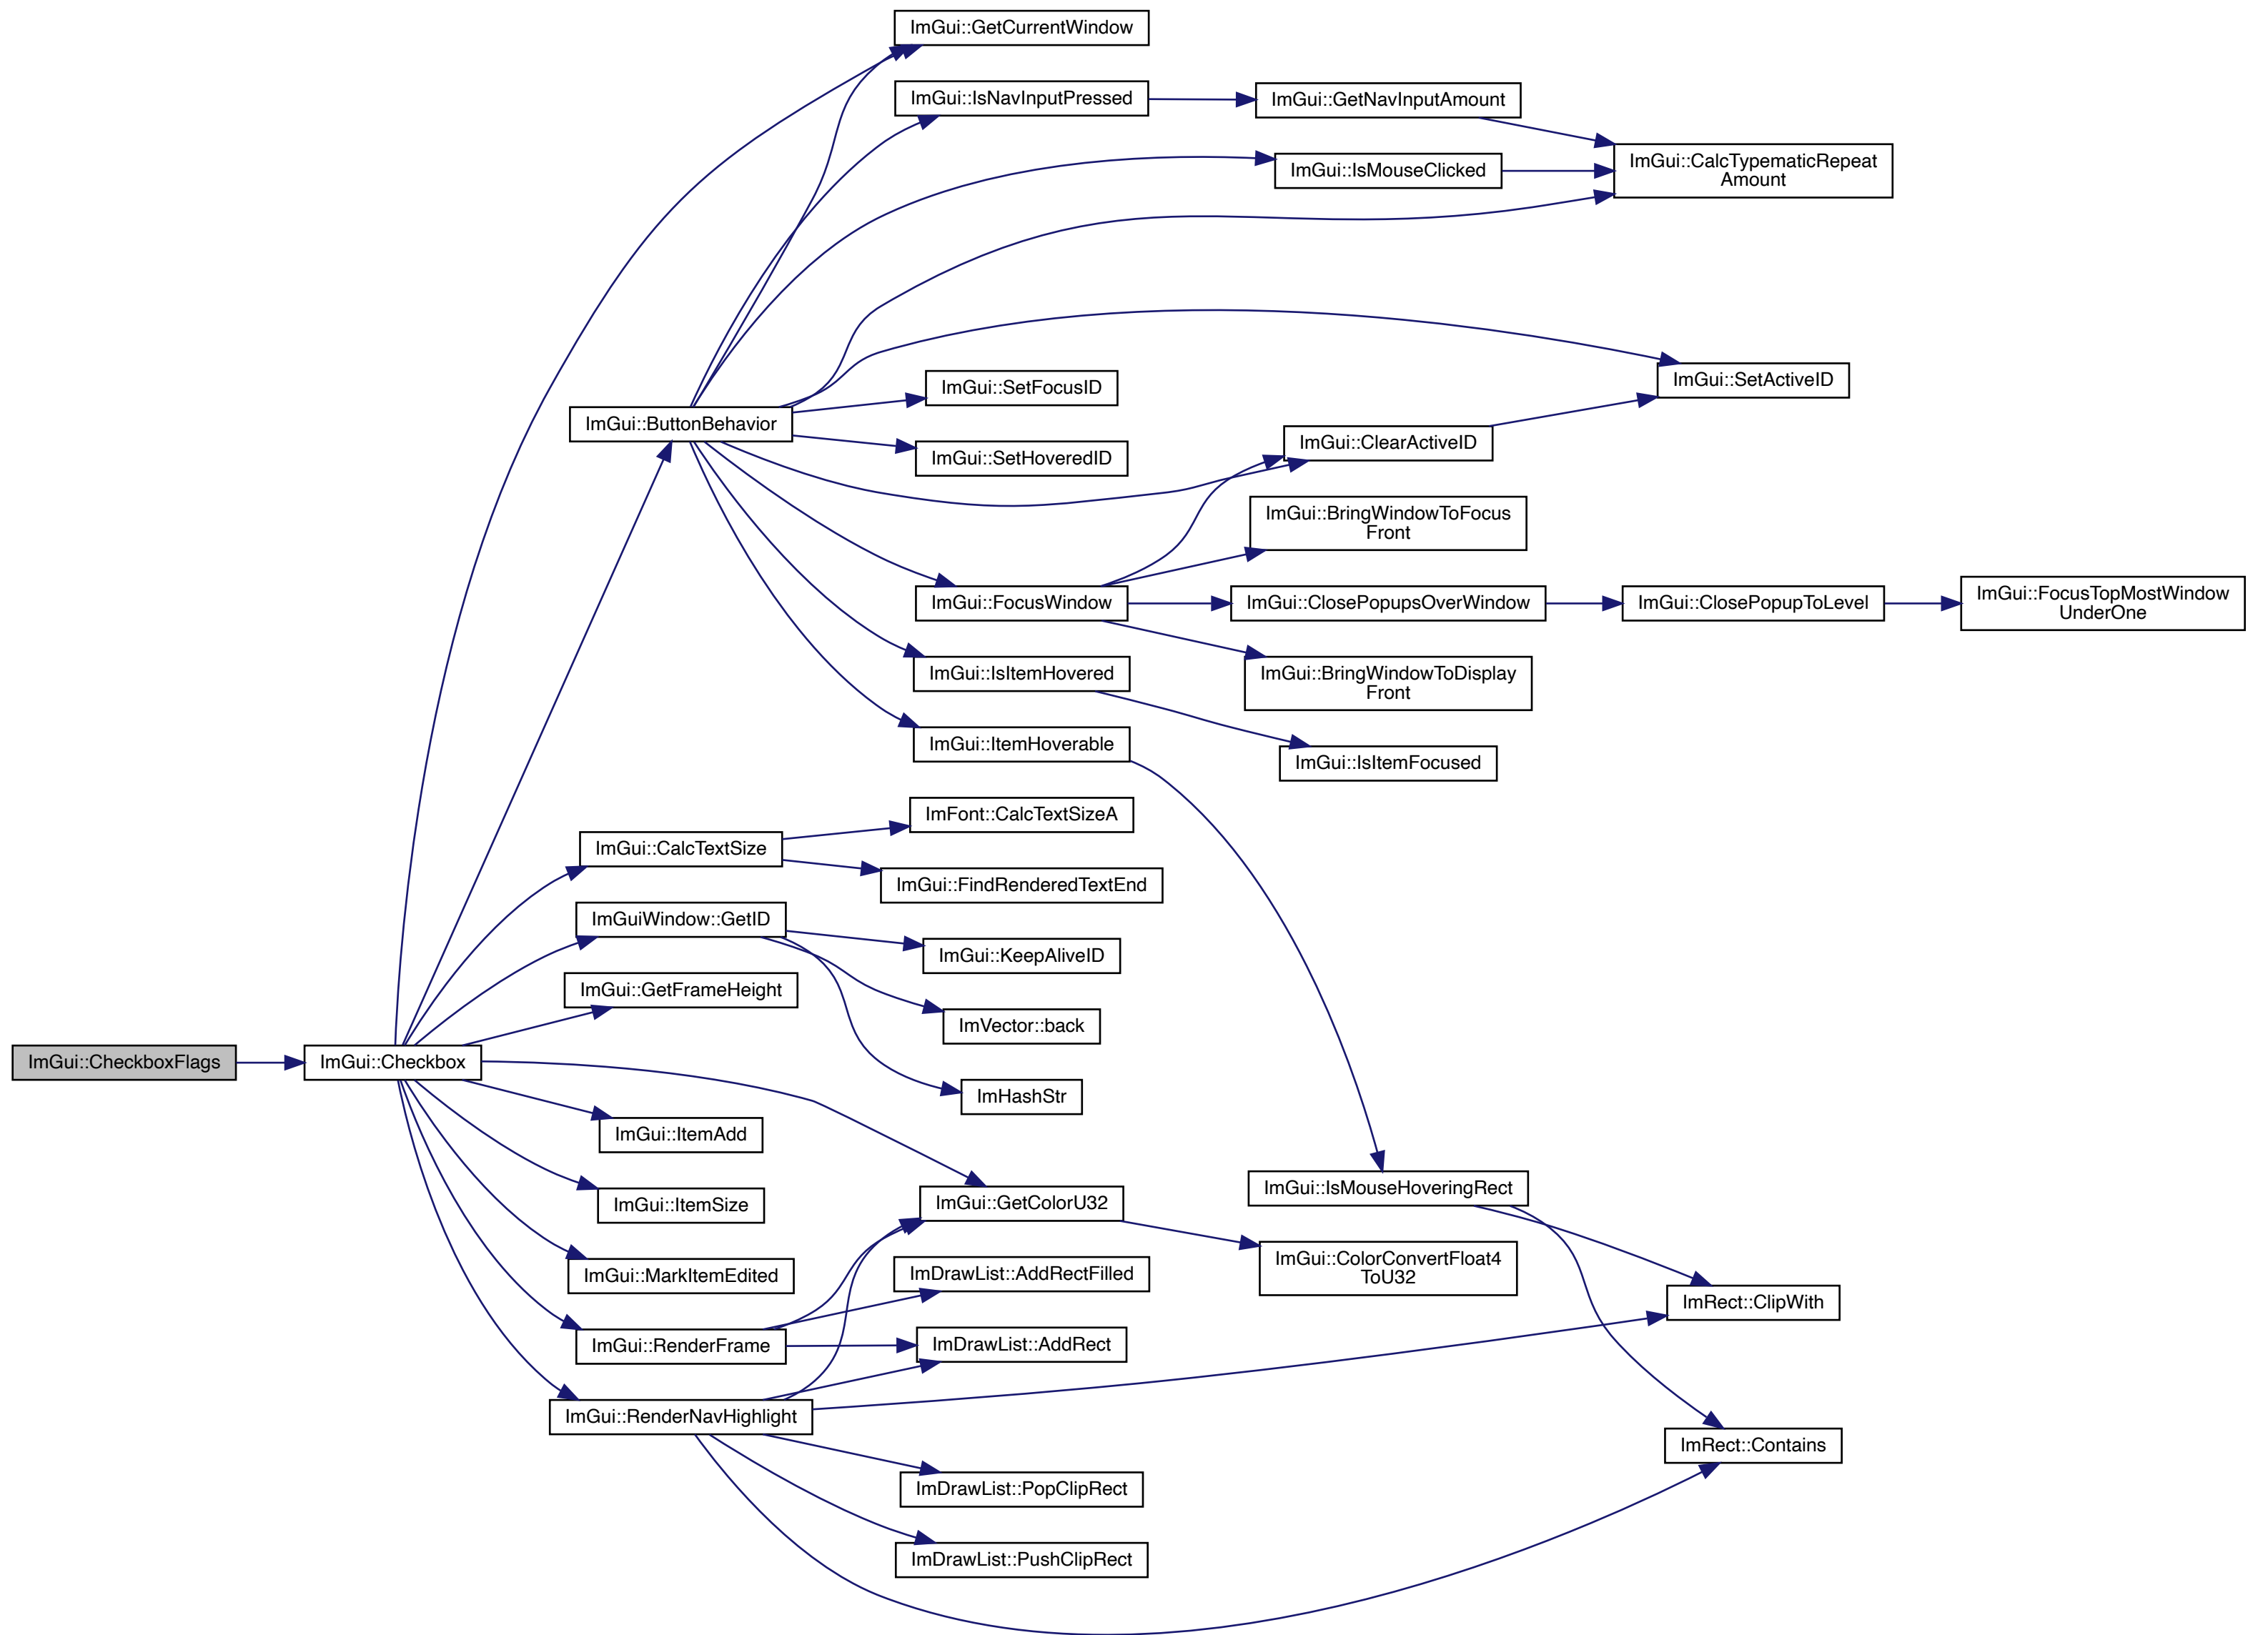 ImGui::GetCurrentWindow
ImGui::IsNavInputPressed
ImGui::GetNavInputAmount
ImGui::IsMouseClicked
ImGui::CalcTypematicRepeat
Amount
ImGui::SetActiveID
ImGui::SetFocusID
ImGui::ButtonBehavior
ImGui::ClearActiveID
ImGui::SetHoveredID
ImGui::BringWindowToFocus
Front
ImGui::FocusWindow
ImGui::ClosePopupsOverWindow
ImGui::ClosePopupToLevel
ImGui::FocusTopMostWindow
UnderOne
ImGui::IsItemHovered
ImGui::BringWindowToDisplay
Front
ImGui::ItemHoverable
ImGui::IsItemFocused
ImFont::CalcTextSizeA
ImGui::CalcTextSize
ImGui::FindRenderedTextEnd
ImGuiWindow::GetID
ImGui::KeepAliveID
ImGui::GetFrameHeight
ImVector::back
ImGui::CheckboxFlags
ImGui::Checkbox
ImHashStr
ImGui::ItemAdd
ImGui::IsMouseHoveringRect
ImGui::ItemSize
ImGui::GetColorU32
ImGui::MarkItemEdited
ImDrawList::AddRectFilled
ImGui::ColorConvertFloat4
ToU32
ImRect::ClipWith
ImGui::RenderFrame
ImDrawList::AddRect
ImGui::RenderNavHighlight
ImRect::Contains
ImDrawList::PopClipRect
ImDrawList::PushClipRect